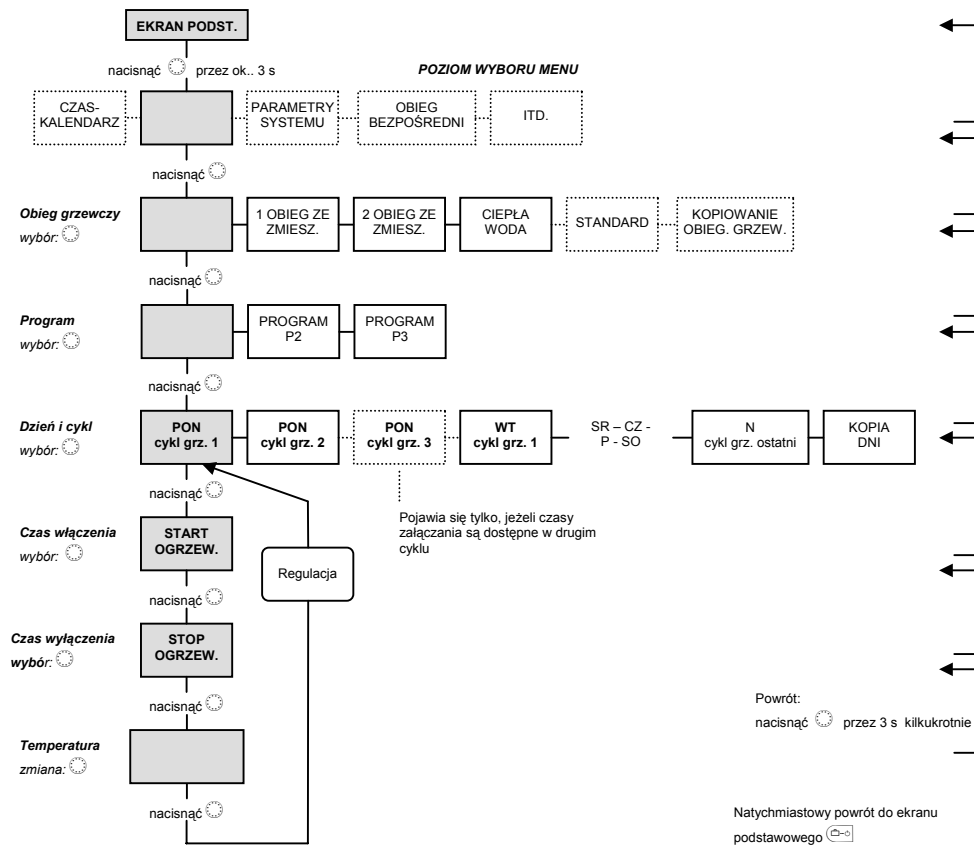 EKRAN PODST.
nacisnąć przez ok.. 3 s
POZIOM WYBORU MENU
CZAS-
KALENDARZ
PARAMETRY
SYSTEMU
OBIEG
BEZPOŚREDNI
ITD.
nacisnąć
Obieg grzewczy
wybór:
1 OBIEG ZE
ZMIESZ.
2 OBIEG ZE
ZMIESZ.
CIEPŁA
WODA
STANDARD
KOPIOWANIE
OBIEG. GRZEW.
nacisnąć
Program
wybór:
PROGRAM
P2
PROGRAM
P3
nacisnąć
Dzień i cykl
wybór:
PON
cykl grz. 1
PON
cykl grz. 2
PON
cykl grz. 3
WT
cykl grz. 1
SR – CZ -
P - SO
N
cykl grz. ostatni
KOPIA
DNI
nacisnąć
Pojawia się tylko, jeżeli czasy
załączania są dostępne w drugim
cyklu
Czas włączenia
wybór:
START
OGRZEW.
Regulacja
nacisnąć
Czas wyłączenia
wybór:
STOP
OGRZEW.
nacisnąć
Powrót:
nacisnąć przez 3 s kilkukrotnie
Temperatura
zmiana:
nacisnąć
Natychmiastowy powrót do ekranu
podstawowego